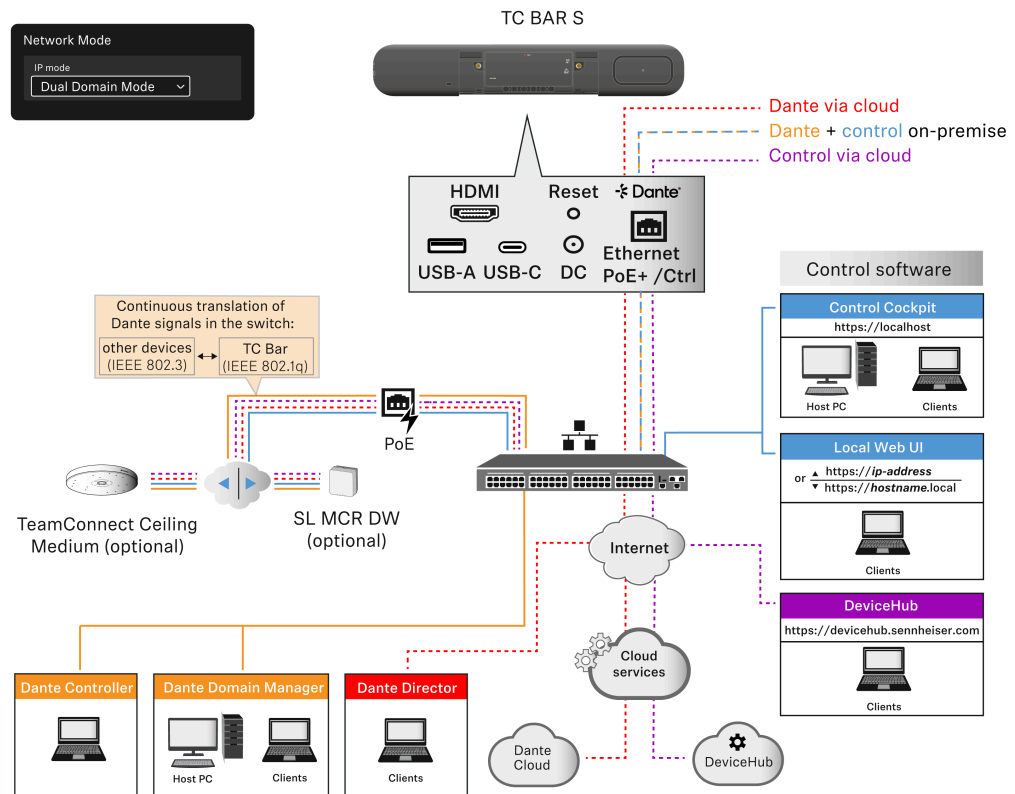 TC BAR S
Network Mode
IP mode
Dual Domain Mode
Dante via cloud
Dante + control on-premise
Control via cloud
HDMI
Reset
Dante
USB-A
USB-C
DC
Ethernet
PoE+ /Ctrl
Control software
Control Cockpit
https://localhost
Host PC
Clients
Continuous translation of
Dante signals in the switch:
other devices
(IEEE 802.3)
TC Bar
(IEEE 802.1q)
PoE
Local Web UI
or
https://ip-address
https://hostname.local
Clients
TeamConnect Ceiling
Medium (optional)
SL MCR DW
(optional)
Internet
DeviceHub
https://devicehub.sennheiser.com
Clients
Cloud
services
Dante Controller
Dante Domain Manager
Host PC
Clients
Dante Director
Clients
Dante
Cloud
DeviceHub